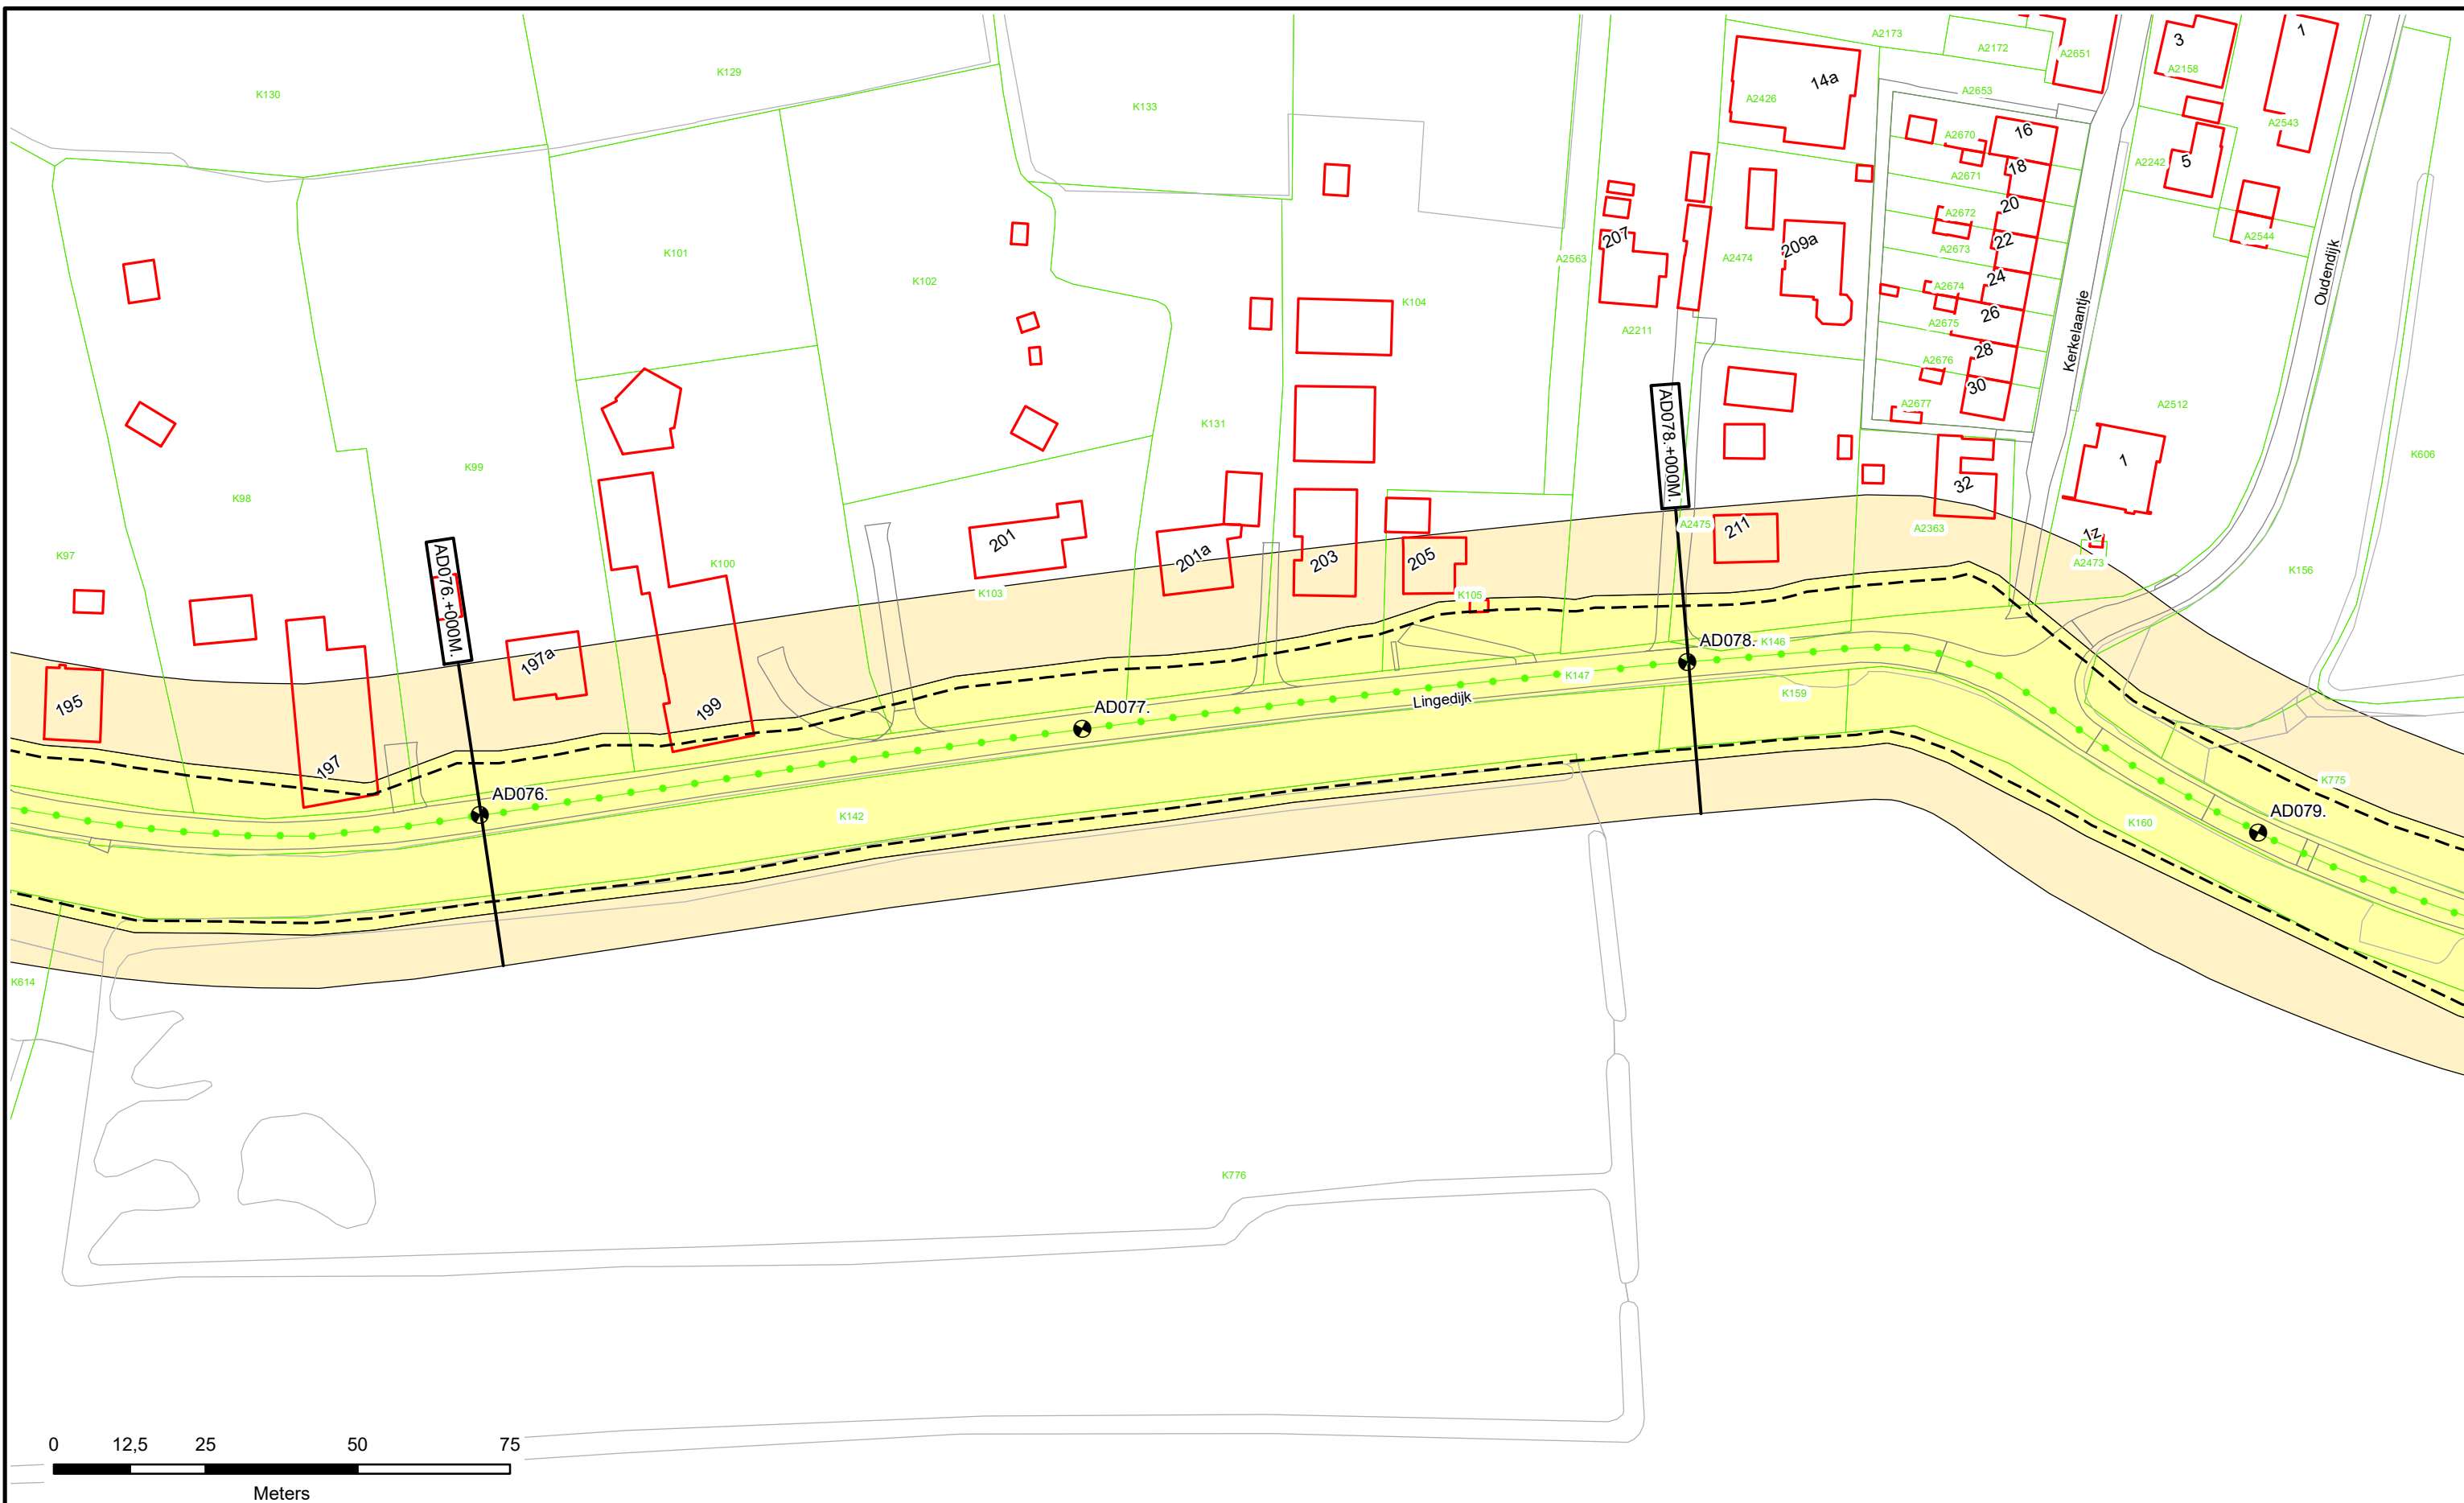 K130
K129
K133
A2173
A2172
A2651
3
1
A2158
14a
A2426
A2653
A2543
A2670
16
A2242
5
18
A2671
20
A2672
207
209a
22
A2673
A2544
K101
K102
A2563
A2474
24
A2674
Oudendijk
K104
26
A2675
Kerkelaantje
A2211
28
A2676
30
A2677
A2512
K131
AD078.+000M.
K606
K99
1
K98
32
A2475
211
A2363
1z
A2473
K97
AD076.+000M.
201
201a
203
205
K100
K156
K103
K105
197a
AD078.
K146
K147
195
199
AD077.
Lingedijk
K159
197
K775
AD076.
K142
K160
AD079.
K614
K776
0 12,5 25 50 75
Meters